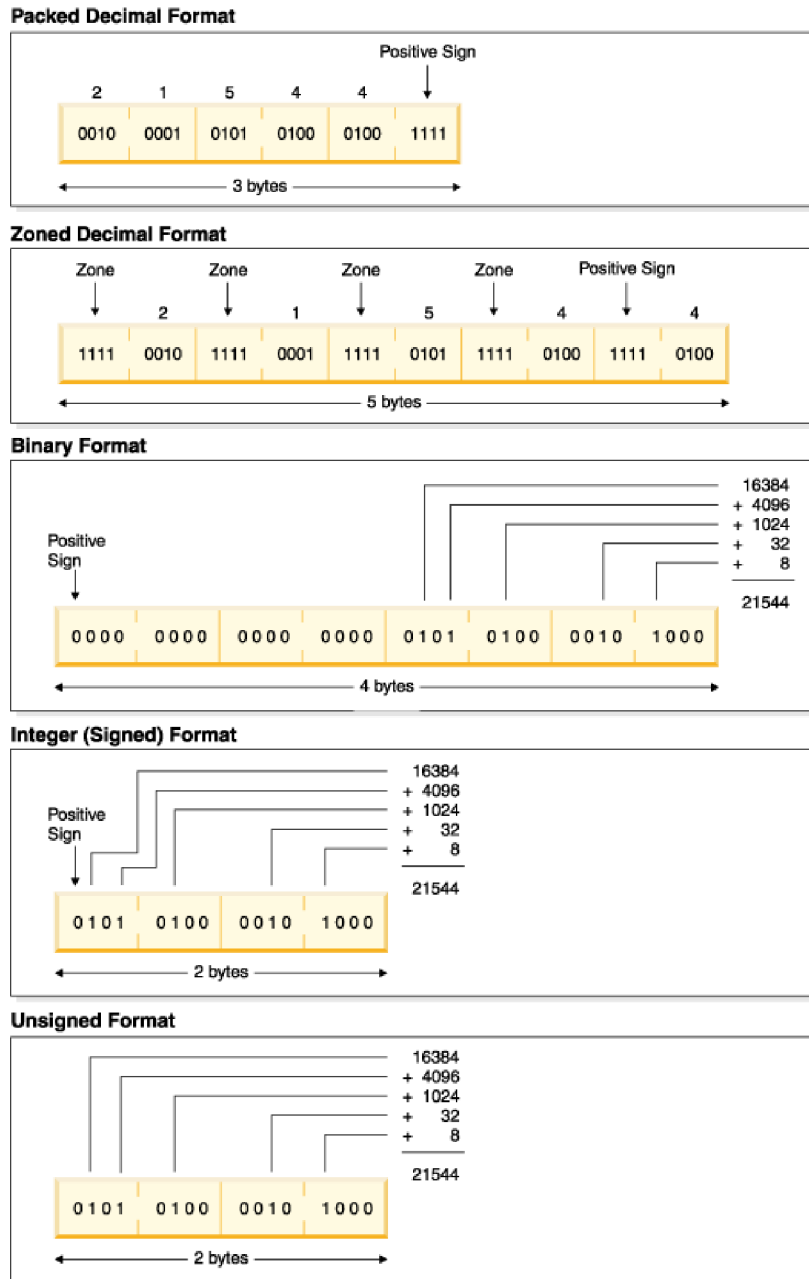 Packed Decimal Format
Positive Sign
2 1 5 4 4
0010 0001 0101 0100 0100 1111
3 bytes
Zoned Decimal Format
Zone Zone Zone Zone Positive Sign
2 1 5 4 4
1111 0010 1111 0001 1111 0101 1111 0100 1111 0100
5 bytes
Binary Format
16384
+ 4096
+ 1024
+ 32
+ 8
21544
Positive
Sign
0000 0000 0000 0000 0101 0100 0010 1000
4 bytes
Integer (Signed) Format
16384
+ 4096
+ 1024
+ 32
+ 8
21544
Positive
Sign
0101 0100 0010 1000
2 bytes
Unsigned Format
16384
+ 4096
+ 1024
+ 32
+ 8
21544
0101 0100 0010 1000
2 bytes